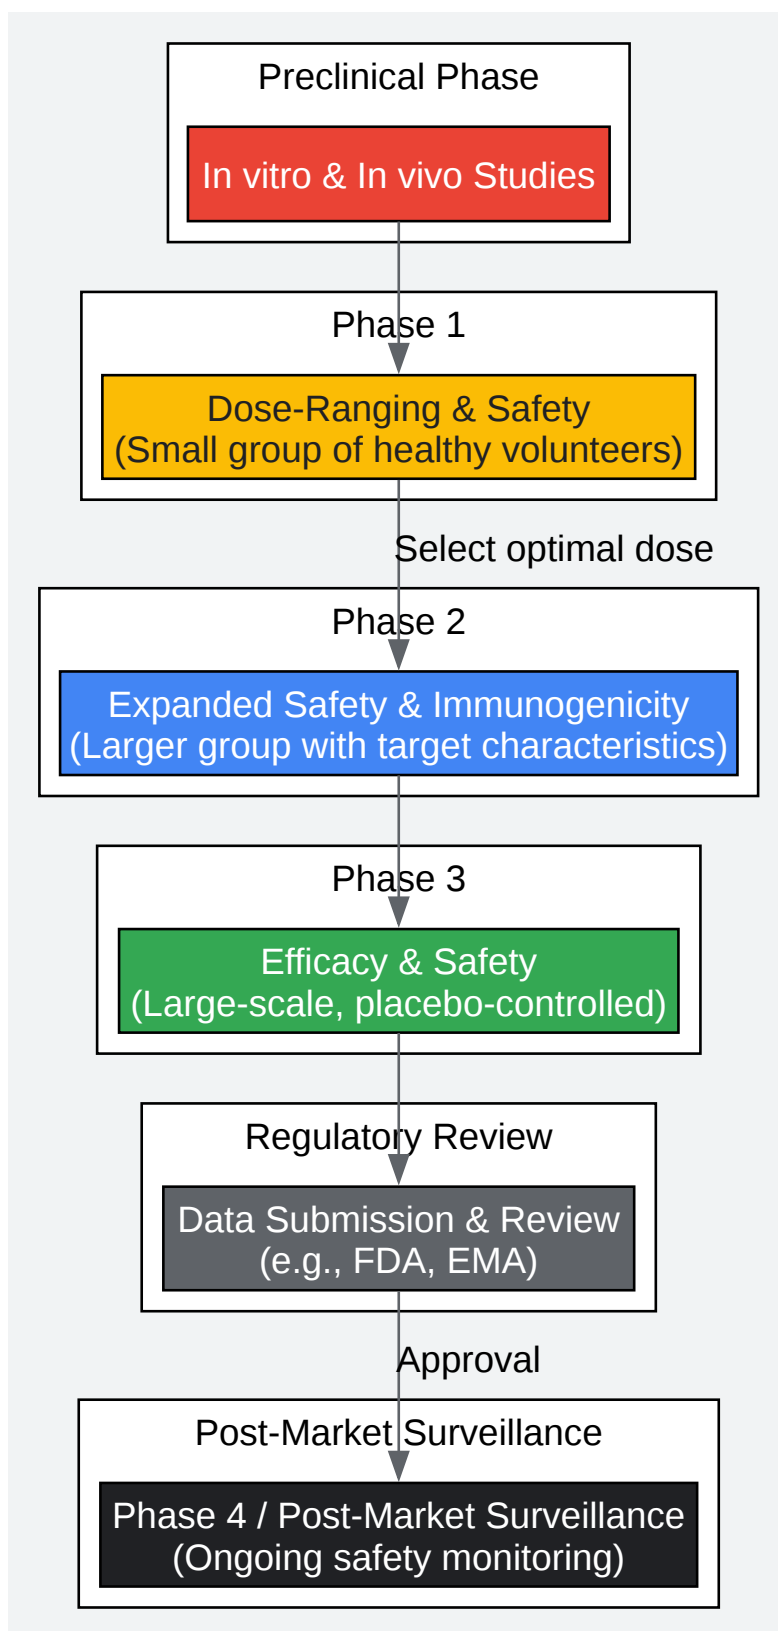 Preclinical Phase
In vitro & In vivo Studies
Phase 1
Dose-Ranging & Safety
(Small group of healthy volunteers)
Select optimal dose
Phase 2
Expanded Safety & Immunogenicity
(Larger group with target characteristics)
Phase 3
Efficacy & Safety
(Large-scale, placebo-controlled)
Regulatory Review
Data Submission & Review
(e.g., FDA, EMA)
Approval
Post-Market Surveillance
Phase 4 / Post-Market Surveillance
(Ongoing safety monitoring)